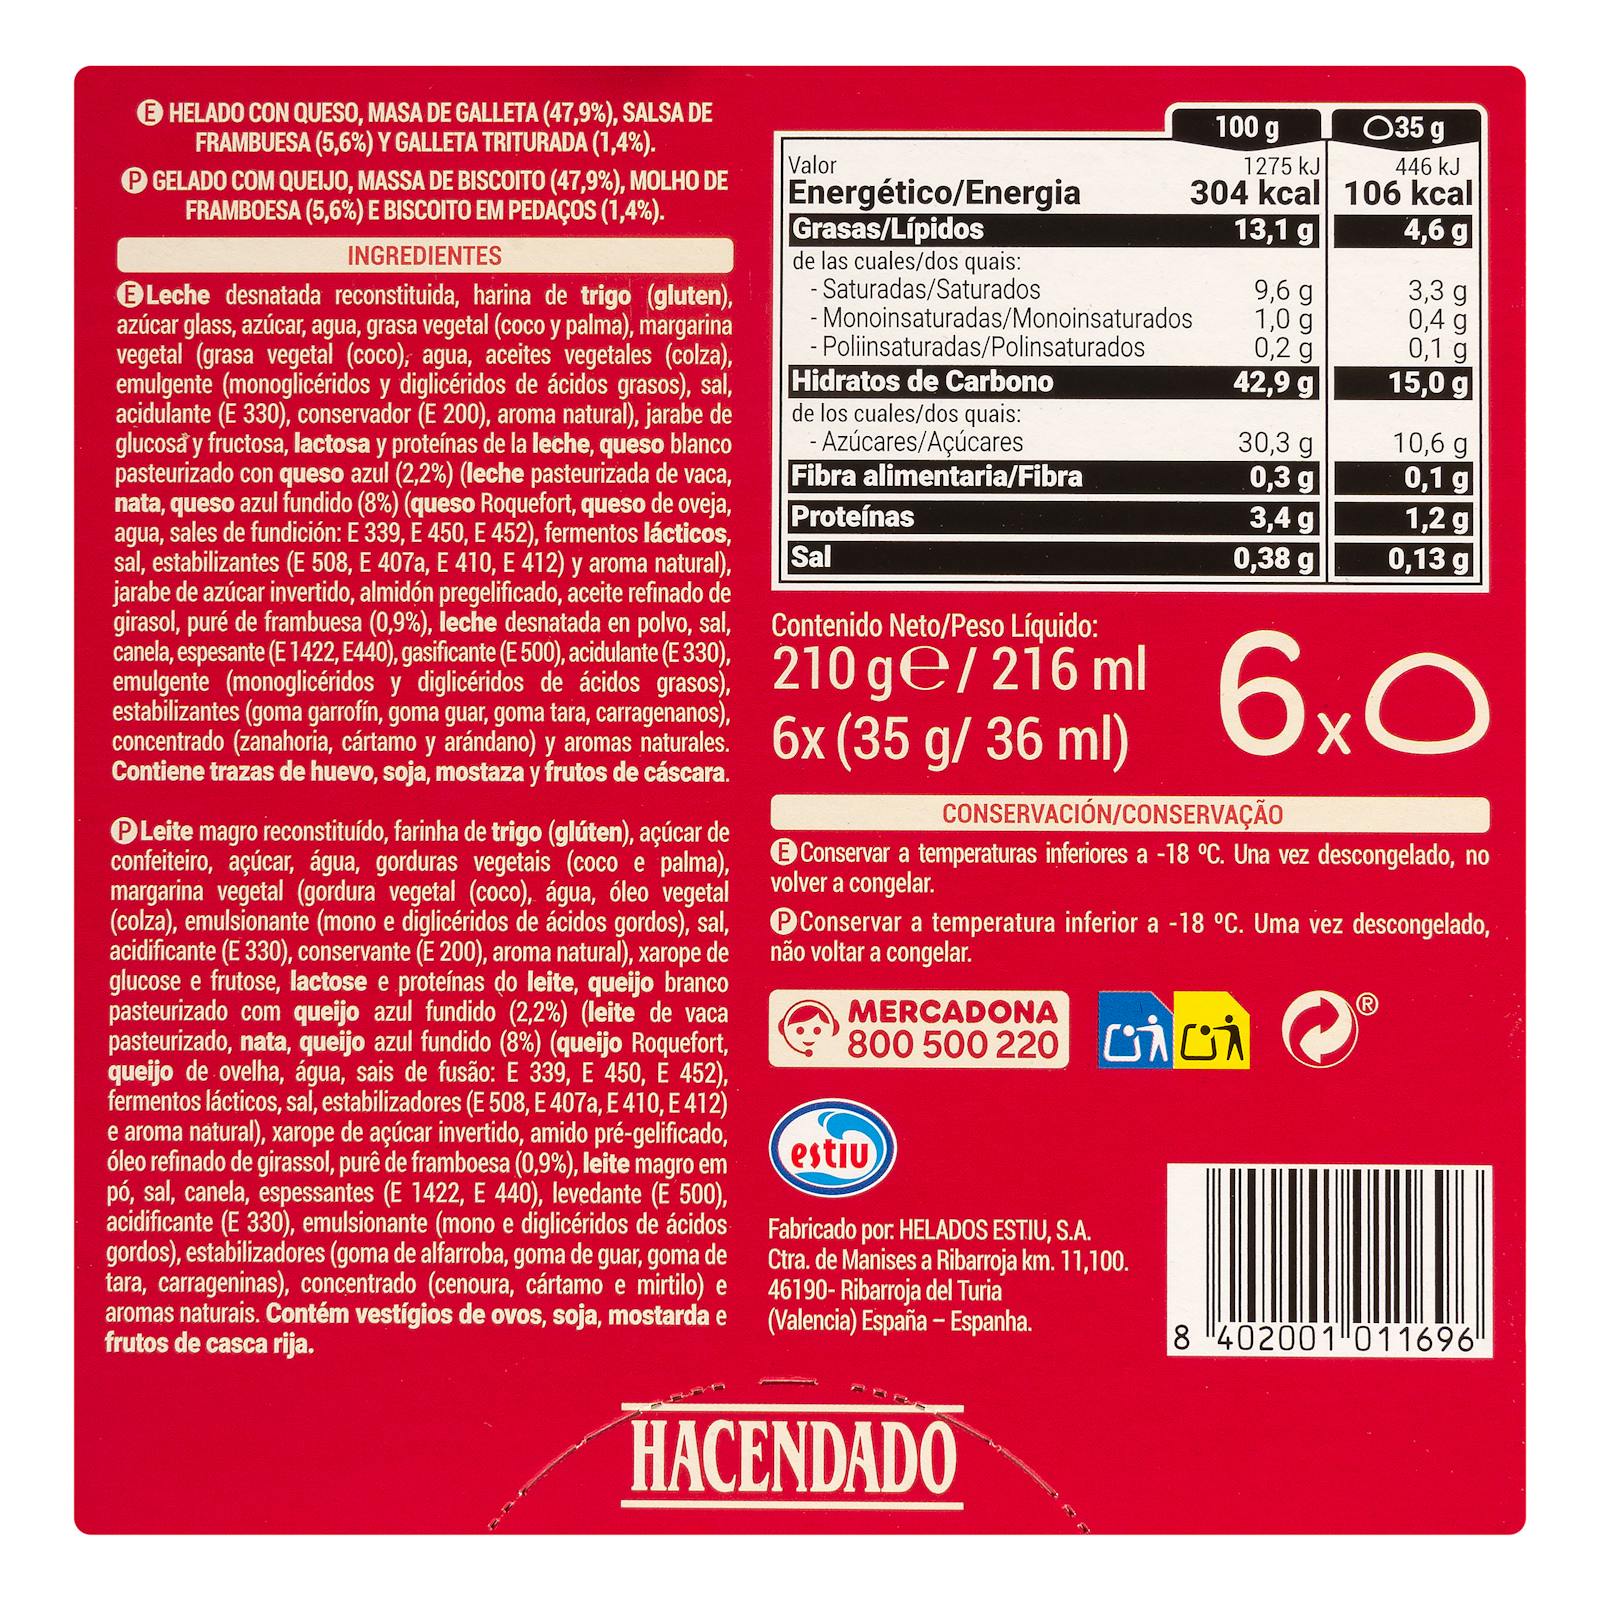 E HELADO CON QUESO, MASA DE GALLETA (47,9%), SALSA DE
FRAMBUESA (5,6%) Y GALLETA TRITURADA (1,4%).
P GELADO COM QUEIJO, MASSA DE BISCOITO (47,9%), MOLHO DE
FRAMBOESA (5,6%) E BISCOITO EM PEDAÇOS (1,4%).
INGREDIENTES
E Leche desnatada reconstituida, harina de trigo (gluten),
azúcar glass, azúcar, agua, grasa vegetal (coco y palma), margarina
vegetal (grasa vegetal (coco), agua, aceites vegetales (colza),
emulgente (monoglicéridos y diglicéridos de ácidos grasos), sal,
acidulante (E 330), conservador (E 200), aroma natural), jarabe de
glucosa y fructosa, lactosa y proteínas de la leche, queso blanco
pasteurizado con queso azul (2,2%) (leche pasteurizada de vaca,
nata, queso azul fundido (8%) (queso Roquefort, queso de oveja,
agua, sales de fundición: E 339, E 450, E 452), fermentos lácticos,
sal, estabilizantes (E 508, E 407a, E 410, E 412) y aroma natural),
jarabe de azúcar invertido, almidón pregelificado, aceite refinado de
girasol, puré de frambuesa (0,9%), leche desnatada en polvo, sal,
canela, espesante (E 1422, E440), gasificante (E 500), acidulante (E 330),
emulgente (monoglicéridos y diglicéridos de ácidos grasos),
estabilizantes (goma garrofín, goma guar, goma tara, carragenanos),
concentrado (zanahoria, cártamo y arándano) y aromas naturales.
Contiene trazas de huevo, soja, mostaza y frutos de cáscara.
P Leite magro reconstituído, farinha de trigo (glúten), açúcar de
confeiteiro, açúcar, água, gorduras vegetais (coco e palma),
margarina vegetal (gordura vegetal (coco), água, óleo vegetal
(colza), emulsionante (mono e diglicéridos de ácidos gordos), sal,
acidificante (E 330), conservante (E 200), aroma natural), xarope de
glucose e frutose, lactose e proteínas do leite, queijo branco
pasteurizado com queijo azul fundido (2,2%) (leite de vaca
pasteurizado, nata, queijo azul fundido (8%) (queijo Roquefort,
queijo de ovelha, água, sais de fusão: E 339, E 450, E 452),
fermentos lácticos, sal, estabilizadores (E 508, E 407a, E 410, E 412)
e aroma natural), xarope de açúcar invertido, amido pré-gelificado,
óleo refinado de girassol, purê de framboesa (0,9%), leite magro em
pó, sal, canela, espessantes (E 1422, E 440), levedante (E 500),
acidificante (E 330), emulsionante (mono e diglicéridos de ácidos
gordos), estabilizadores (goma de alfarroba, goma de guar, goma de
tara, carrageninas), concentrado (cenoura, cártamo e mirtilo) e
aromas naturais. Contém vestígios de ovos, soja, mostarda e
frutos de casca rija.
100 g 35 g
Valor 1275 kJ 446 kJ
Energético/Energia 304 kcal 106 kcal
Grasas/Lípidos 13,1 g 4,6 g
de las cuales/dos quais:
- Saturadas/Saturados 9,6 g 3,3 g
- Monoinsaturadas/Monoinsaturados 1,0 g 0,4 g
- Poliinsaturadas/Polinsaturados 0,2 g 0,1 g
Hidratos de Carbono 42,9 g 15,0 g
de los cuales/dos quais:
- Azúcares/Açúcares 30,3 g 10,6 g
Fibra alimentaria/Fibra 0,3 g 0,1 g
Proteínas 3,4 g 1,2 g
Sal 0,38 g 0,13 g
Contenido Neto/Peso Líquido:
210 g e / 216 ml
6x (35 g/ 36 ml)
6x
CONSERVACIÓN/CONSERVAÇÃO
E Conservar a temperaturas inferiores a -18 ºC. Una vez descongelado, no
volver a congelar.
P Conservar a temperatura inferior a -18 ºC. Uma vez descongelado,
não voltar a congelar.
MERCADONA
800 500 220
®
estiu
Fabricado por: HELADOS ESTIU, S.A.
Ctra. de Manises a Ribarroja km. 11,100.
46190- Ribarroja del Turia
(Valencia) España – Espanha.
8 402001 011696
HACENDADO